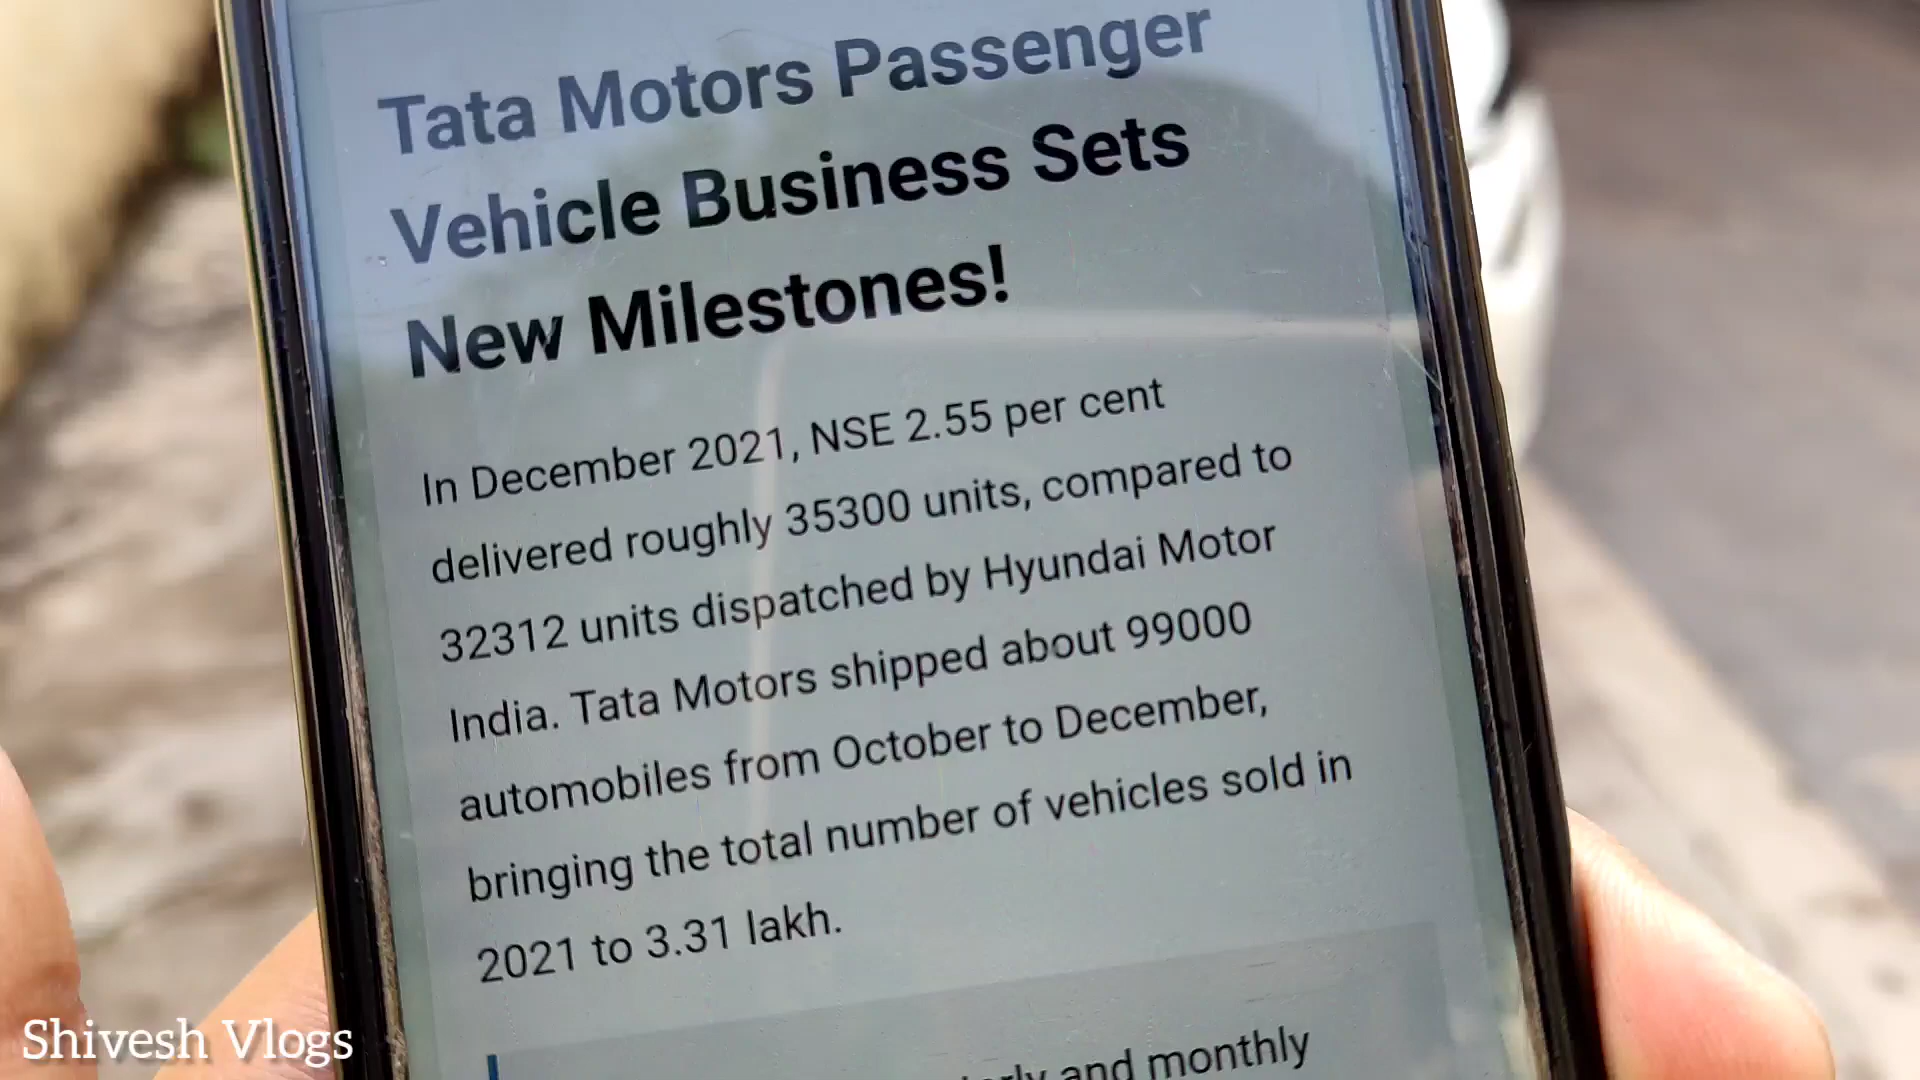 Tata Motors Passenger
Vehicle Business Sets
New Milestones!
In December 2021, NSE 2.55 per cent
delivered roughly 35300 units, compared to
32312 units dispatched by Hyundai Motor
India. Tata Motors shipped about 99000
automobiles from October to December,
bringing the total number of vehicles sold in
2021 to 3.31 lakh.
and monthly
Shivesh Vlogs